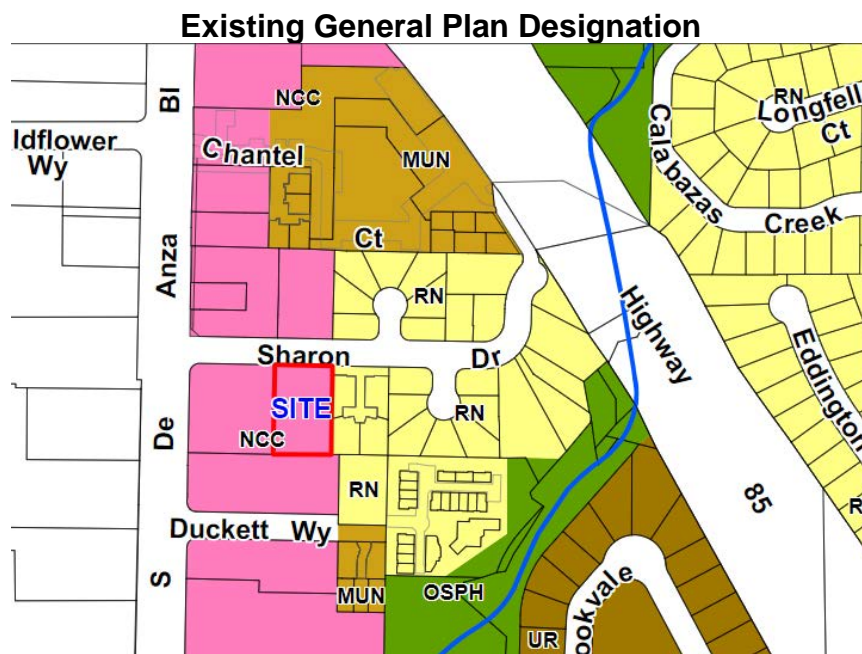 Existing General Plan Designation
Bl
NCC
RN
Longfell
Ct
ldflower
Wy
Chantel
MUN
Calabazas
Creek
Ct
Anza
RN
Highway
Eddington
Sharon
Dr
SITE
RN
De
NCC
RN
85
R
Duckett Wy
S
MUN
OSPH
ookvale
UR